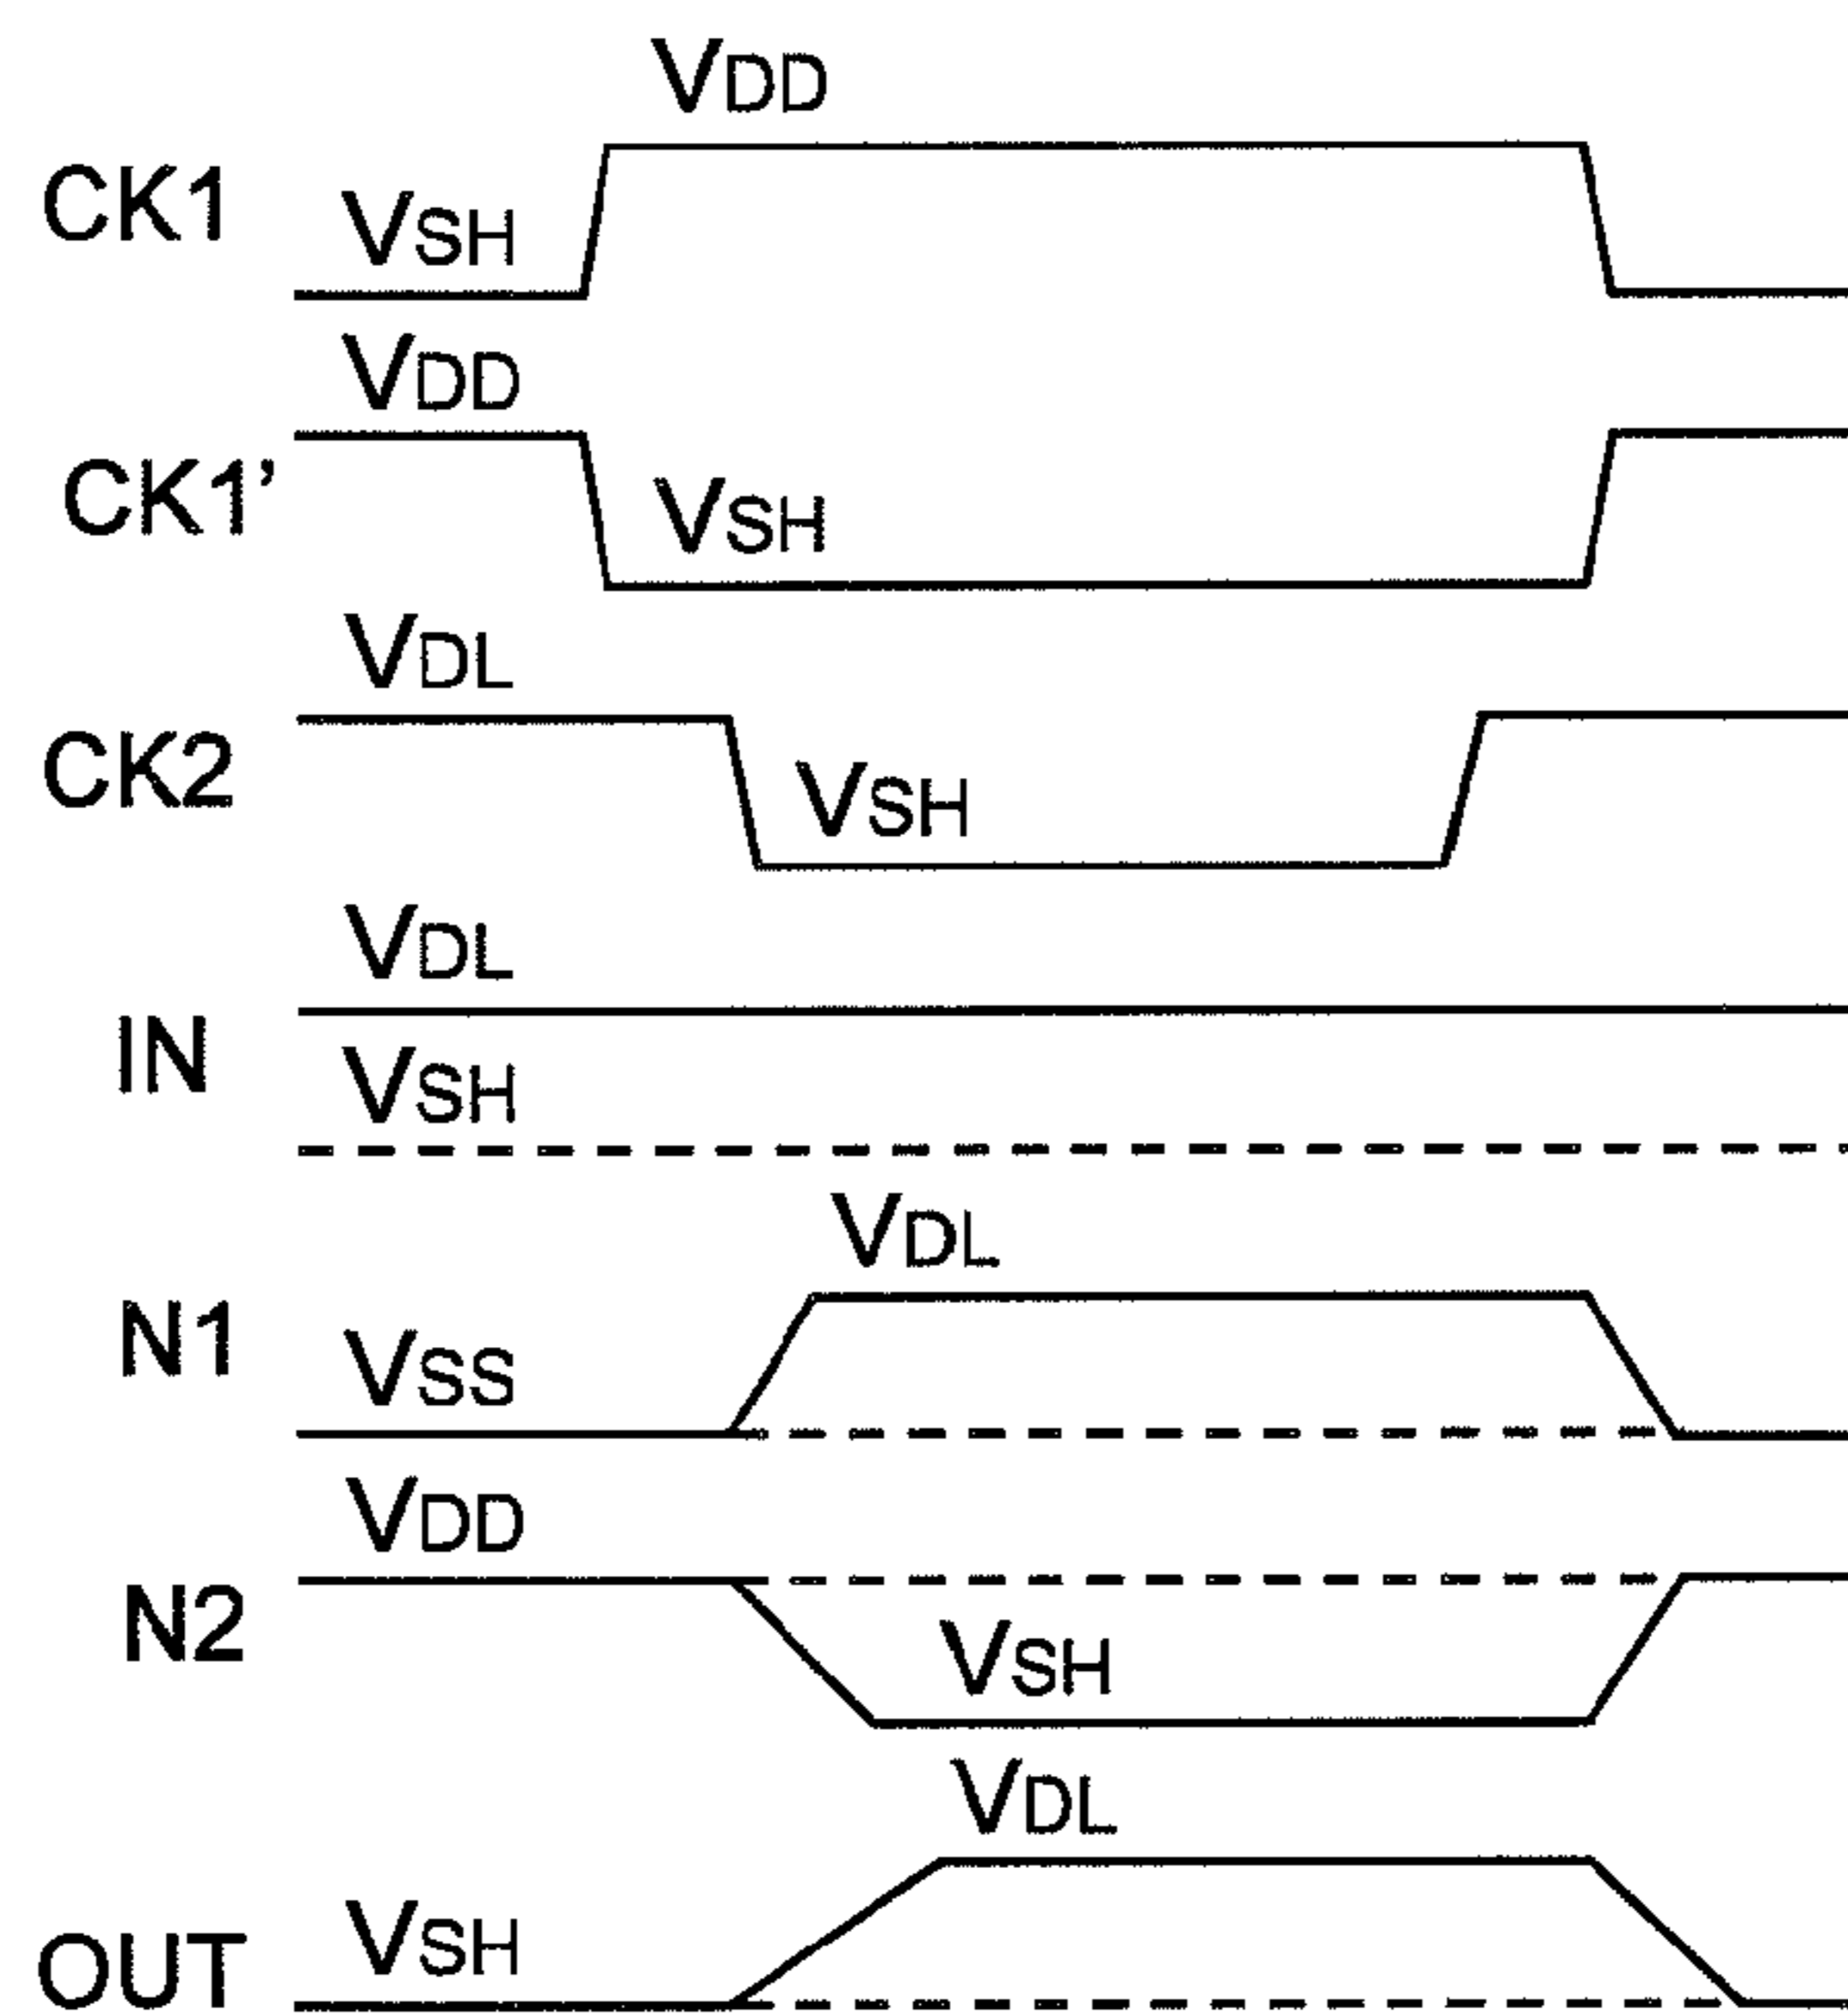 VDD
CK1 VSH
VDD
CK1’ VSH
VDL
CK2 VSH
VDL
IN VSH
VDL
N1 VSS
VDD
N2 VSH
VDL
OUT VSH